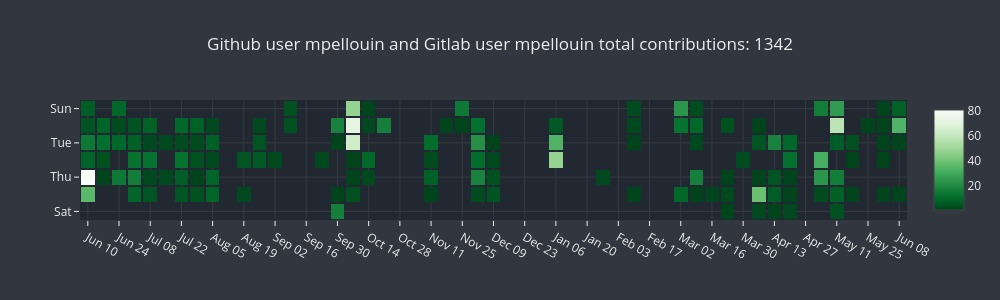 Github user mpellouin and Gitlab user mpellouin total contributions: 1342
Sun
Tue
Thu
Sat
80
60
40
20
Jun 10
Jun 24
Jul 08
Jul 22
Aug 05
Aug 19
Sep 02
Sep 16
Sep 30
Oct 14
Oct 28
Nov 11
Nov 25
Dec 09
Dec 23
Jan 06
Jan 20
Feb 03
Feb 17
Mar 02
Mar 16
Mar 30
Apr 13
Apr 27
May 11
May 25
Jun 08